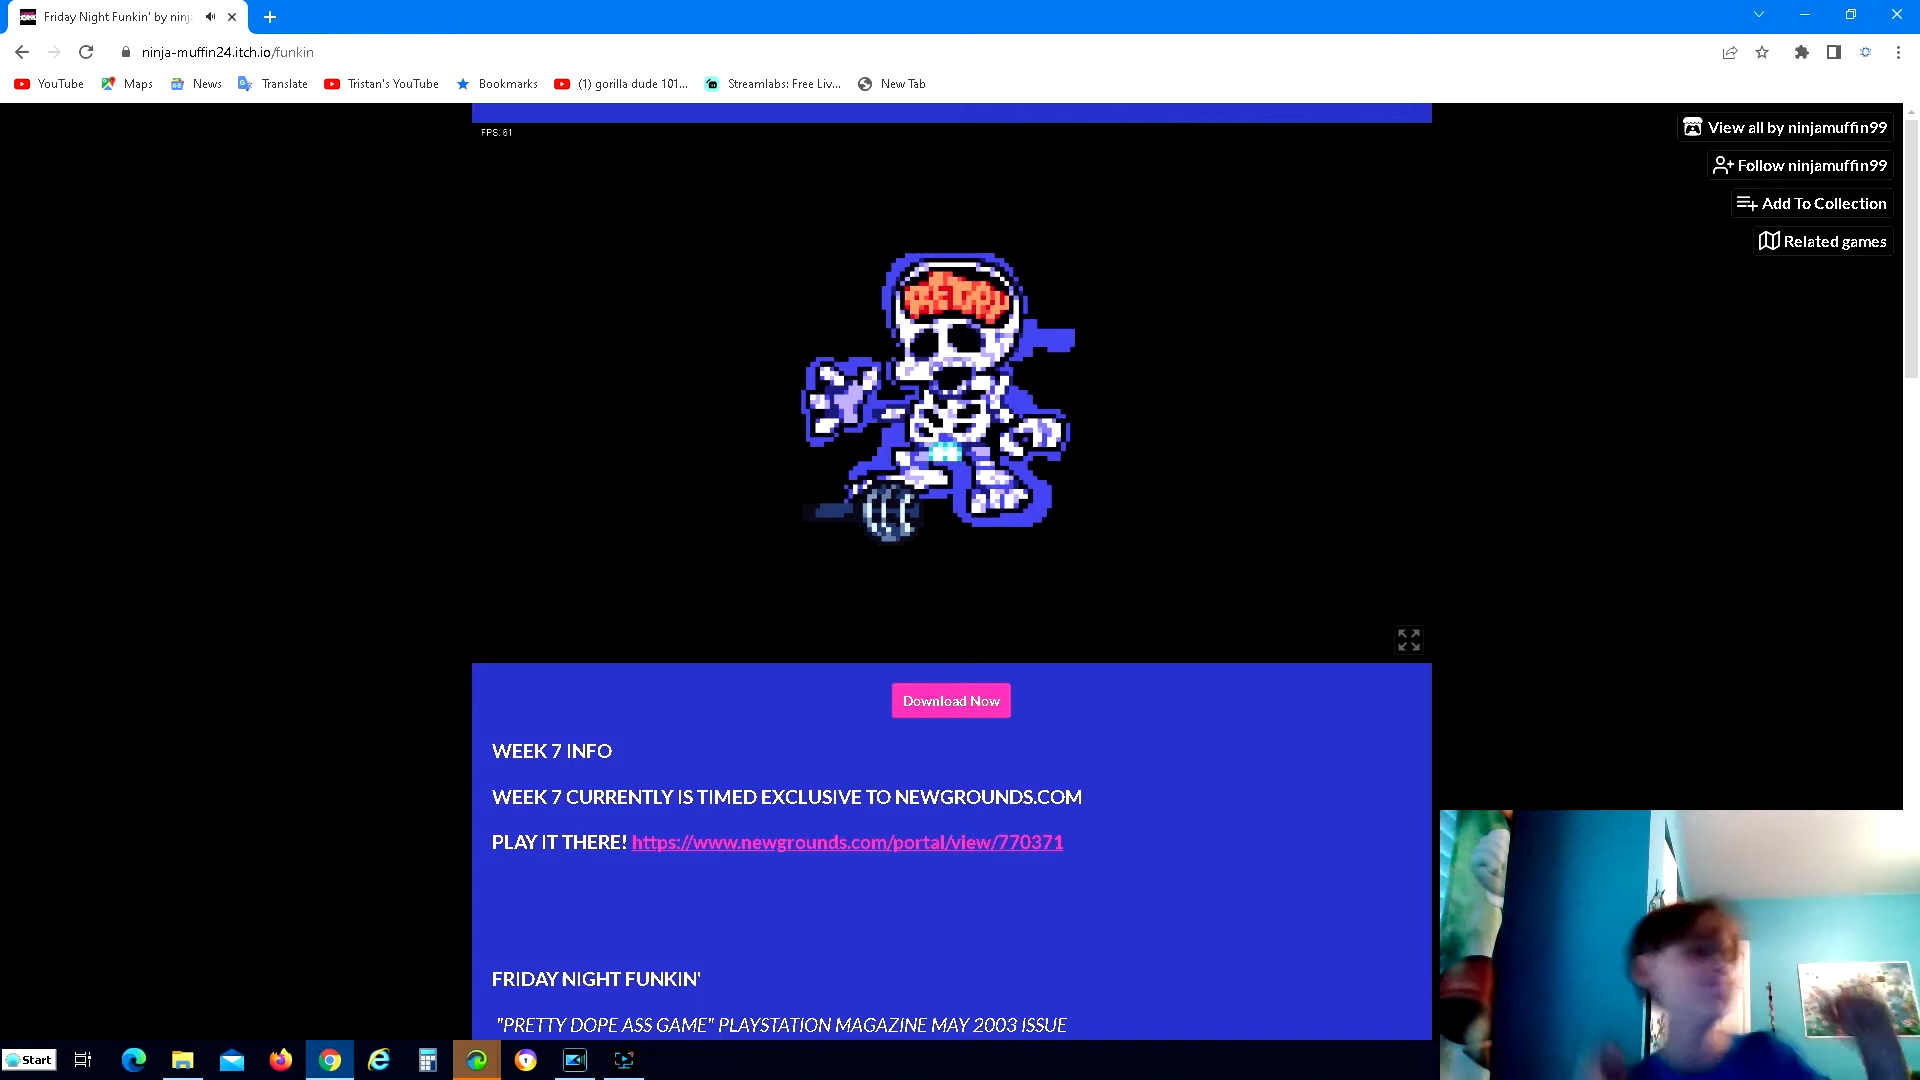 Friday Night Funkin' by ninj
ninja-muffin24.itch.io/funkin
YouTube
Maps
News
Translate
Tristan's YouTube
Bookmarks
(1) gorilla dude 101...
Streamlabs: Free Liv...
New Tab
FPS: 61
View all by ninjamuffin99
Follow ninjamuffin99
Add To Collection
Related games
RETRY
Download Now
WEEK 7 INFO
WEEK 7 CURRENTLY IS TIMED EXCLUSIVE TO NEWGROUNDS.COM
PLAY IT THERE! https://www.newgrounds.com/portal/view/770371
FRIDAY NIGHT FUNKIN'
"PRETTY DOPE ASS GAME" PLAYSTATION MAGAZINE MAY 2003 ISSUE
Start